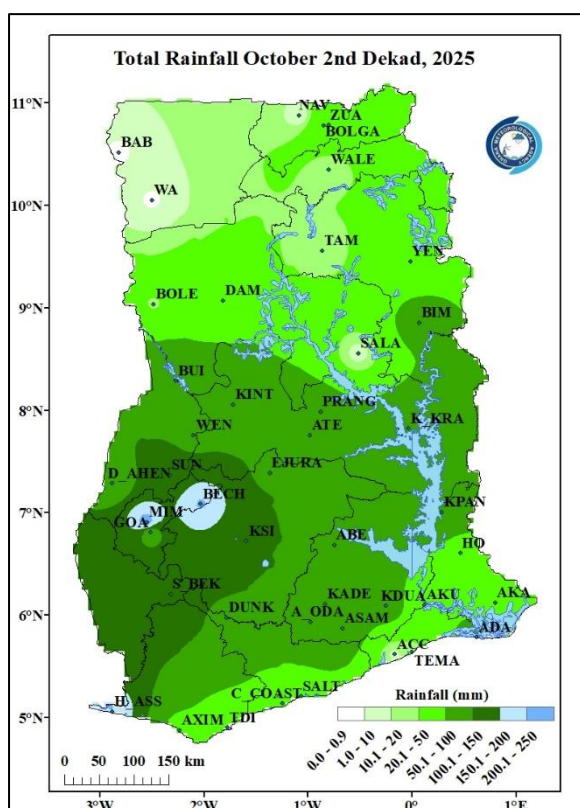 Total Rainfall October 2nd Dekad, 2025
11°N
NAV
ZUA
BOLGA
BAB
WALE
WA
10°N
TAM
YEN
9°N
BOLE
DAM
BIM
SALA
BUI
8°N
KINT
PRANG
WEN
ATE
K_KRA
D_AHEN
SUN
EJURA
7°N
MIM
BECH
GOA
KPAN
KSI
ABE
HO
S_BEK
6°N
DUNK
A_ODA
KADE
KDUA
AKU
AKA
ASAM
ADA
ACC
TEMA
H_ASS
C_COAST
SALT
5°N
AXIM
TDI
Rainfall (mm)
0.0 - 0.9
1.0 - 10
10.1 - 20
20.1 - 50
50.1 - 100
100.1 - 150
150.1 - 200
200.1 - 250
0 50 100 150 km
3°W
2°W
1°W
0°
1°E